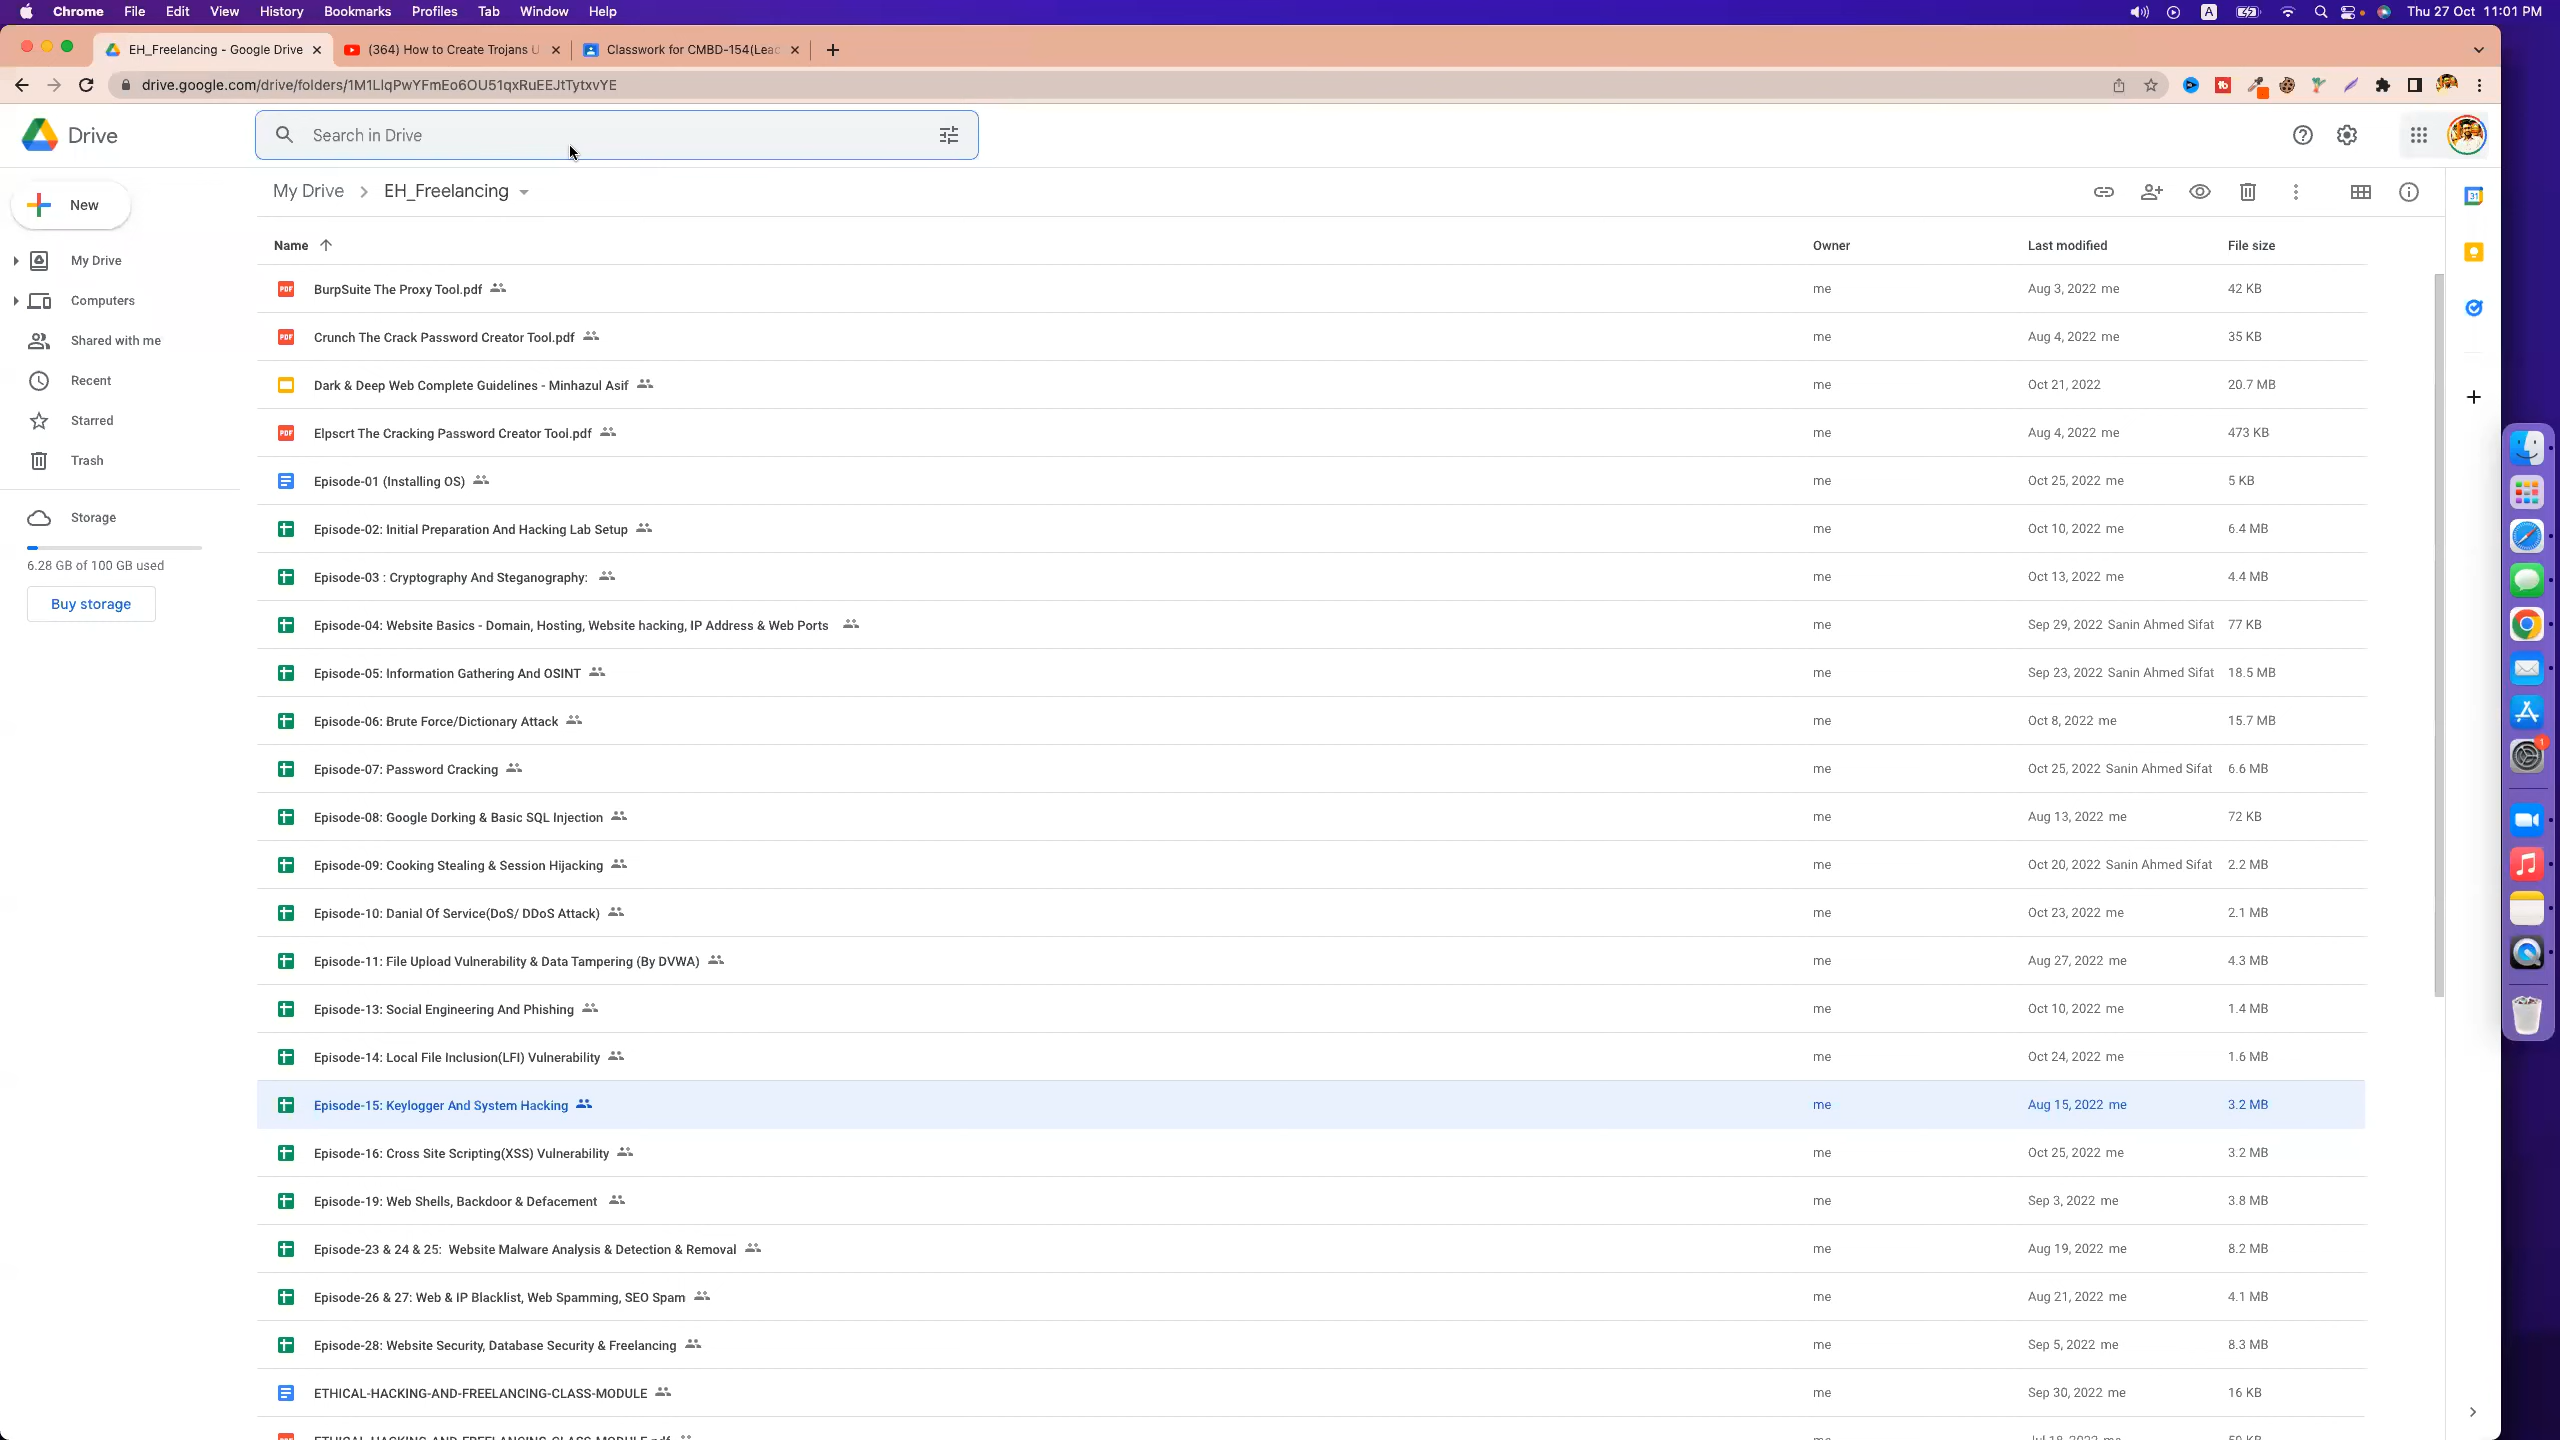 Chrome File Edit View History Bookmarks Profiles Tab Window Help
A Thu 27 Oct 11:01 PM
EH_Freelancing - Google Drive
(364) How to Create Trojans U
Classwork for CMBD-154(Lea
drive.google.com/drive/folders/1M1LlqPwYFmEo6OU51qxRuEEJtTytxvYE
Drive
Search in Drive
New
My Drive
Computers
Shared with me
Recent
Starred
Trash
Storage
6.28 GB of 100 GB used
Buy storage
My Drive > EH_Freelancing
Name Owner Last modified File size
BurpSuite The Proxy Tool.pdf me Aug 3, 2022 me 42 KB
Crunch The Crack Password Creator Tool.pdf me Aug 4, 2022 me 35 KB
Dark & Deep Web Complete Guidelines - Minhazul Asif me Oct 21, 2022 20.7 MB
Elpscrt The Cracking Password Creator Tool.pdf me Aug 4, 2022 me 473 KB
Episode-01 (Installing OS) me Oct 25, 2022 me 5 KB
Episode-02: Initial Preparation And Hacking Lab Setup me Oct 10, 2022 me 6.4 MB
Episode-03 : Cryptography And Steganography: me Oct 13, 2022 me 4.4 MB
Episode-04: Website Basics - Domain, Hosting, Website hacking, IP Address & Web Ports me Sep 29, 2022 Sanin Ahmed Sifat 77 KB
Episode-05: Information Gathering And OSINT me Sep 23, 2022 Sanin Ahmed Sifat 18.5 MB
Episode-06: Brute Force/Dictionary Attack me Oct 8, 2022 me 15.7 MB
Episode-07: Password Cracking me Oct 25, 2022 Sanin Ahmed Sifat 6.6 MB
Episode-08: Google Dorking & Basic SQL Injection me Aug 13, 2022 me 72 KB
Episode-09: Cooking Stealing & Session Hijacking me Oct 20, 2022 Sanin Ahmed Sifat 2.2 MB
Episode-10: Danial Of Service(DoS/ DDoS Attack) me Oct 23, 2022 me 2.1 MB
Episode-11: File Upload Vulnerability & Data Tampering (By DVWA) me Aug 27, 2022 me 4.3 MB
Episode-13: Social Engineering And Phishing me Oct 10, 2022 me 1.4 MB
Episode-14: Local File Inclusion(LFI) Vulnerability me Oct 24, 2022 me 1.6 MB
Episode-15: Keylogger And System Hacking me Aug 15, 2022 me 3.2 MB
Episode-16: Cross Site Scripting(XSS) Vulnerability me Oct 25, 2022 me 3.2 MB
Episode-19: Web Shells, Backdoor & Defacement me Sep 3, 2022 me 3.8 MB
Episode-23 & 24 & 25: Website Malware Analysis & Detection & Removal me Aug 19, 2022 me 8.2 MB
Episode-26 & 27: Web & IP Blacklist, Web Spamming, SEO Spam me Aug 21, 2022 me 4.1 MB
Episode-28: Website Security, Database Security & Freelancing me Sep 5, 2022 me 8.3 MB
ETHICAL-HACKING-AND-FREELANCING-CLASS-MODULE me Sep 30, 2022 me 16 KB